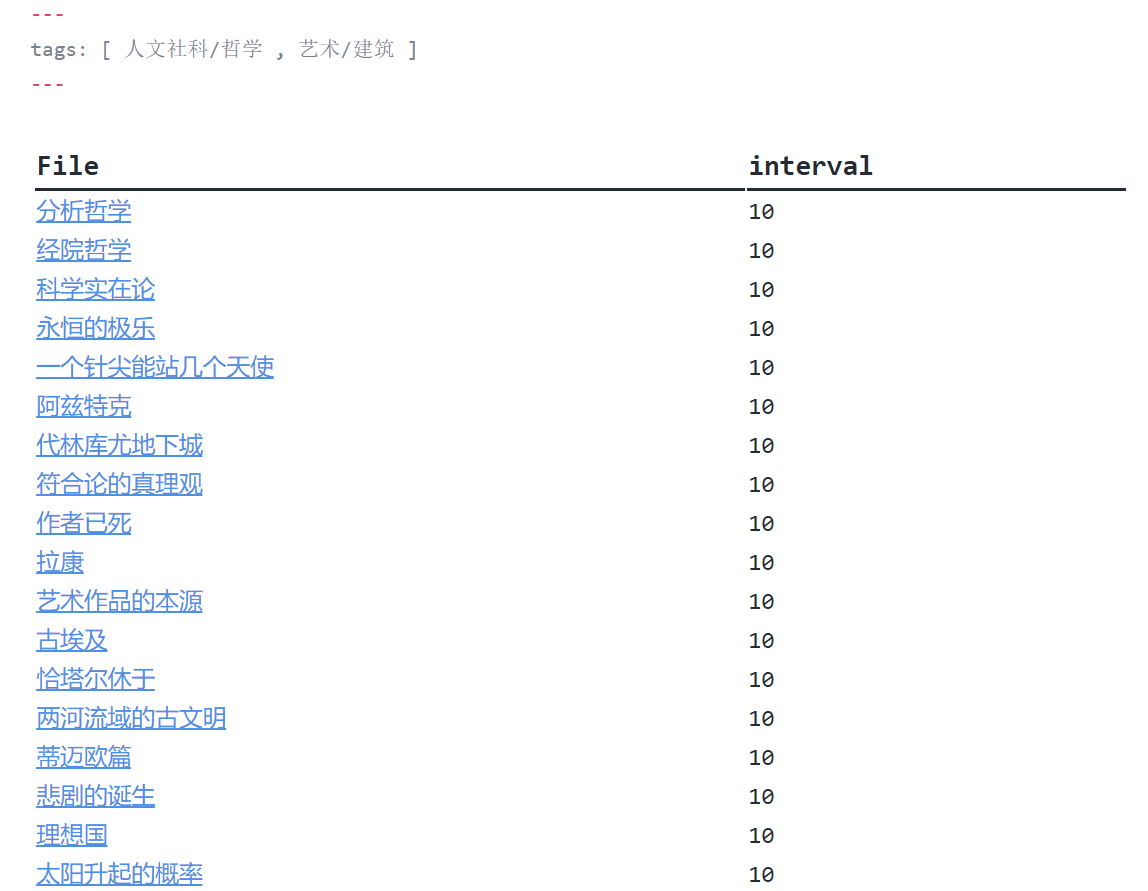 ---
tags: [ 人文社科/哲学 , 艺术/建筑 ]
---
File interval
分析哲学 10
经院哲学 10
科学实在论 10
永恒的极乐 10
一个针尖能站几个天使 10
阿兹特克 10
代林库尤地下城 10
符合论的真理观 10
作者已死 10
拉康 10
艺术作品的本源 10
古埃及 10
恰塔尔休于 10
两河流域的古文明 10
蒂迈欧篇 10
悲剧的诞生 10
理想国 10
太阳升起的概率 10